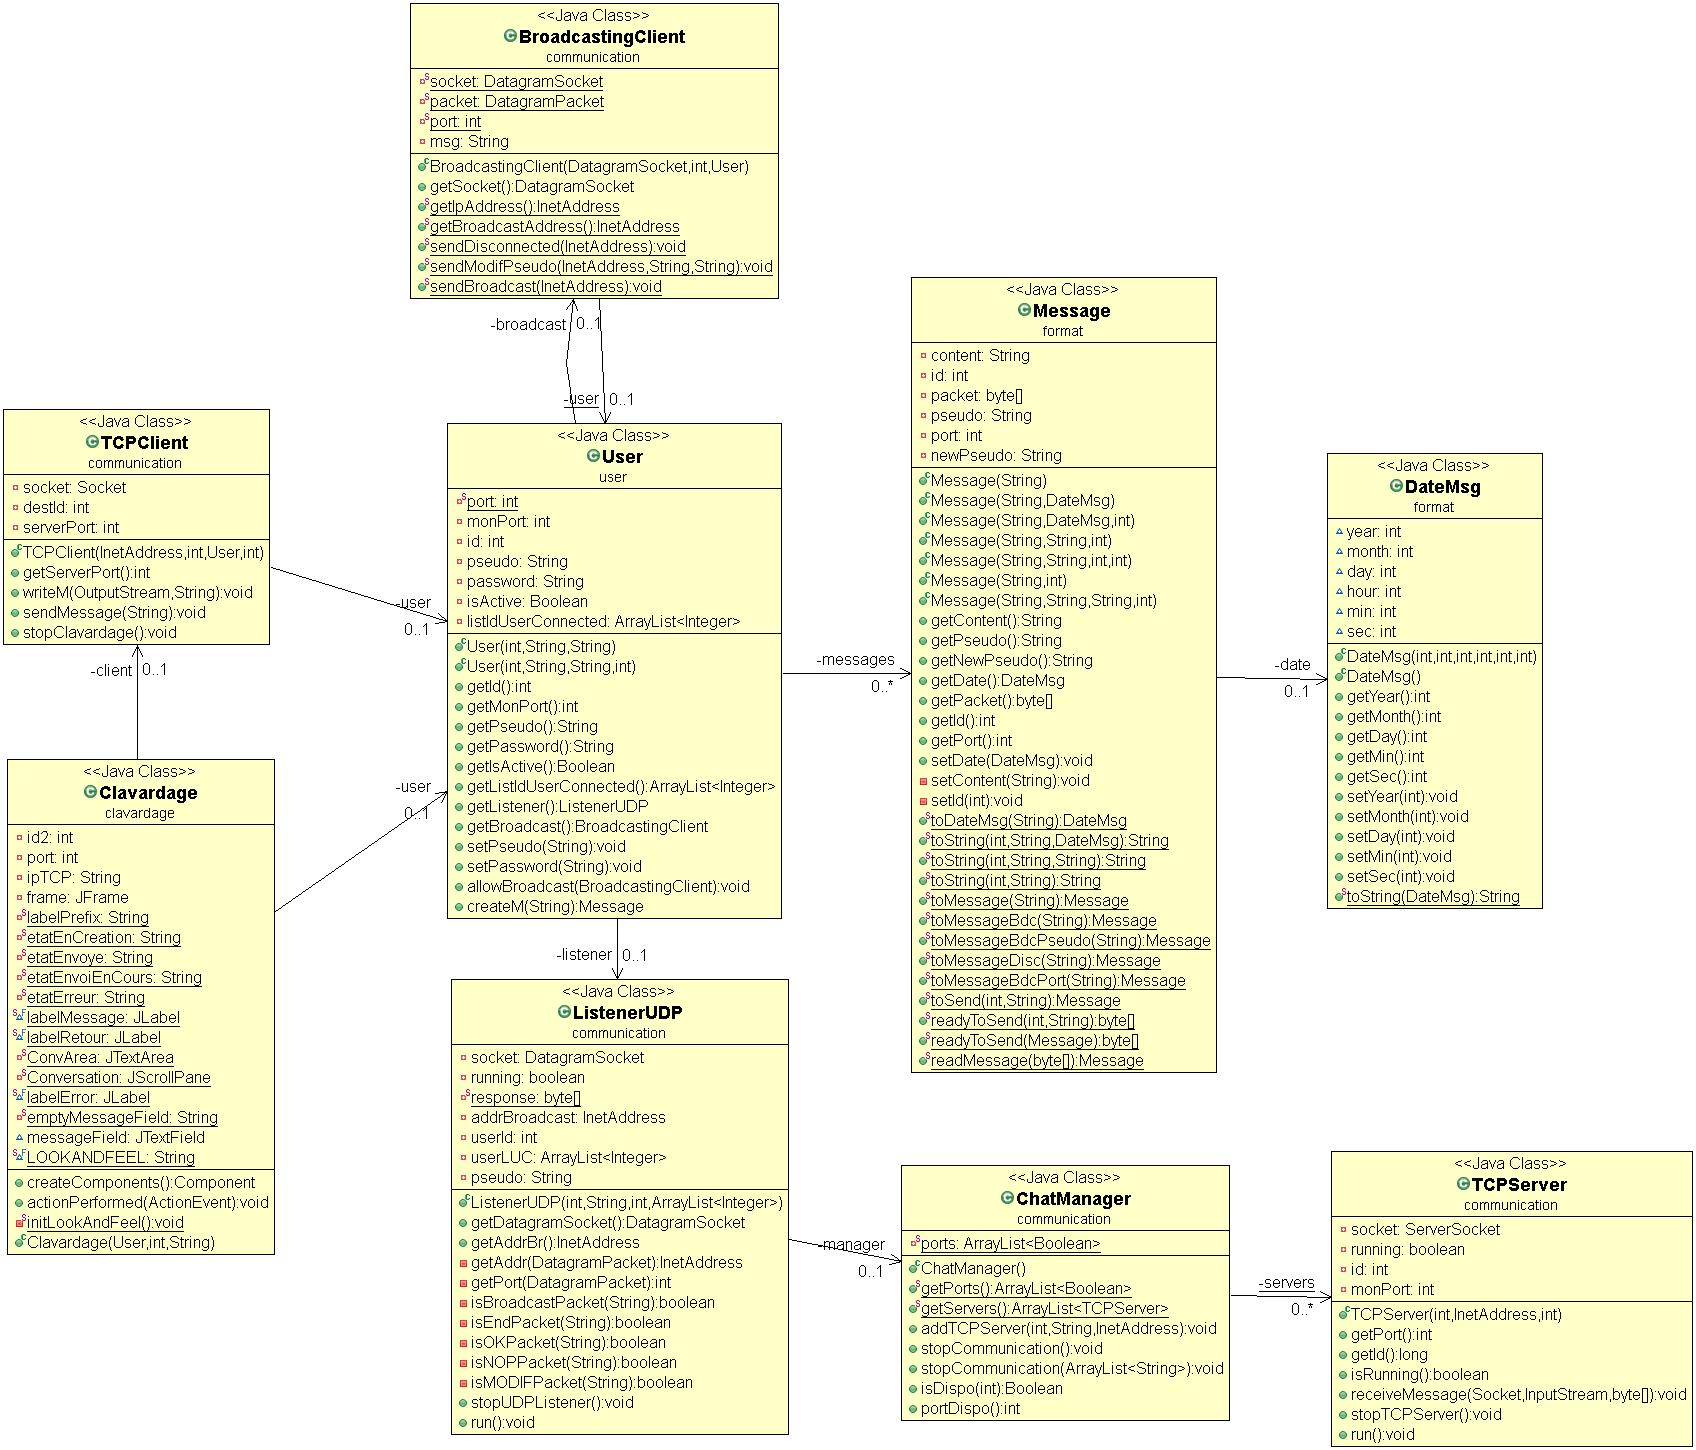 <<Java Class>>
BroadcastingClient
communication
socket: DatagramSocket
packet: DatagramPacket
port: int
msg: String
BroadcastingClient(DatagramSocket,int,User)
getSocket():DatagramSocket
getIpAddress():InetAddress
getBroadcastAddress():InetAddress
sendDisconnected(InetAddress):void
sendModifPseudo(InetAddress,String,String):void
sendBroadcast(InetAddress):void
-broadcast 0..1
-user 0..1
<<Java Class>>
TCPClient
communication
socket: Socket
destId: int
serverPort: int
TCPClient(InetAddress,int,User,int)
getServerPort():int
writeM(OutputStream,String):void
sendMessage(String):void
stopClavardage():void
-user
0..1
-client 0..1
<<Java Class>>
Clavardage
clavardage
id2: int
port: int
ipTCP: String
frame: JFrame
labelPrefix: String
etatEnCreation: String
etatEnvoye: String
etatEnvoiEnCours: String
etatErreur: String
labelMessage: JLabel
labelRetour: JLabel
ConvArea: JTextArea
Conversation: JScrollPane
labelError: JLabel
emptyMessageField: String
messageField: JTextField
LOOKANDFEEL: String
createComponents():Component
actionPerformed(ActionEvent):void
initLookAndFeel():void
Clavardage(User,int,String)
-user
0..1
<<Java Class>>
User
user
port: int
monPort: int
id: int
pseudo: String
password: String
isActive: Boolean
listIdUserConnected: ArrayList<Integer>
User(int,String,String)
User(int,String,String,int)
getId():int
getMonPort():int
getPseudo():String
getPassword():String
getIsActive():Boolean
getListIdUserConnected():ArrayList<Integer>
getListener():ListenerUDP
getBroadcast():BroadcastingClient
setPseudo(String):void
setPassword(String):void
allowBroadcast(BroadcastingClient):void
createM(String):Message
-messages
0..*
-listener 0..1
<<Java Class>>
Message
format
content: String
id: int
packet: byte[]
pseudo: String
port: int
newPseudo: String
Message(String)
Message(String,DateMsg)
Message(String,DateMsg,int)
Message(String,String,int)
Message(String,String,int,int)
Message(String,int)
Message(String,String,String,int)
getContent():String
getPseudo():String
getNewPseudo():String
getDate():DateMsg
getPacket():byte[]
getId():int
getPort():int
setDate(DateMsg):void
setContent(String):void
setId(int):void
toDateMsg(String):DateMsg
toString(int,String,DateMsg):String
toString(int,String,String):String
toString(int,String):String
toMessage(String):Message
toMessageBdc(String):Message
toMessageBdcPseudo(String):Message
toMessageDisc(String):Message
toMessageBdcPort(String):Message
toSend(int,String):Message
readyToSend(int,String):byte[]
readyToSend(Message):byte[]
readMessage(byte[]):Message
-date
0..1
<<Java Class>>
DateMsg
format
year: int
month: int
day: int
hour: int
min: int
sec: int
DateMsg(int,int,int,int,int,int)
DateMsg()
getYear():int
getMonth():int
getDay():int
getMin():int
getSec():int
setYear(int):void
setMonth(int):void
setDay(int):void
setMin(int):void
setSec(int):void
toString(DateMsg):String
<<Java Class>>
ListenerUDP
communication
socket: DatagramSocket
running: boolean
response: byte[]
addrBroadcast: InetAddress
userId: int
userLUC: ArrayList<Integer>
pseudo: String
ListenerUDP(int,String,int,ArrayList<Integer>)
getDatagramSocket():DatagramSocket
getAddrBr():InetAddress
getAddr(DatagramPacket):InetAddress
getPort(DatagramPacket):int
isBroadcastPacket(String):boolean
isEndPacket(String):boolean
isOKPacket(String):boolean
isNOPPacket(String):boolean
isMODIFPacket(String):boolean
stopUDPListener():void
run():void
-manager
0..1
<<Java Class>>
ChatManager
communication
ports: ArrayList<Boolean>
ChatManager()
getPorts():ArrayList<Boolean>
getServers():ArrayList<TCPServer>
addTCPServer(int,String,InetAddress):void
stopCommunication():void
stopCommunication(ArrayList<String>):void
isDispo(int):Boolean
portDispo():int
-servers
0..*
<<Java Class>>
TCPServer
communication
socket: ServerSocket
running: boolean
id: int
monPort: int
TCPServer(int,InetAddress,int)
getPort():int
getId():long
isRunning():boolean
receiveMessage(Socket,InputStream,byte[]):void
stopTCPServer():void
run():void